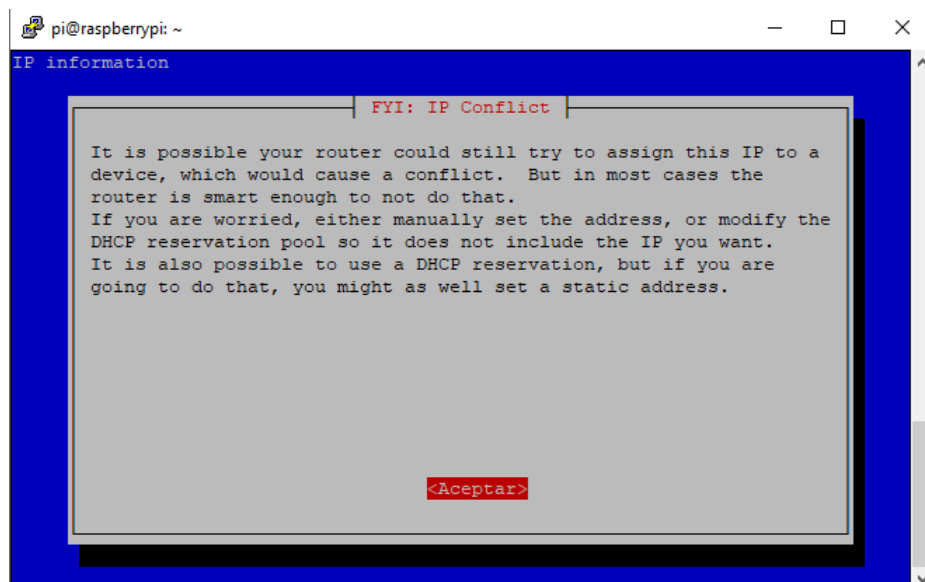 pi@raspberrypi: ~
IP information
FYI: IP Conflict
It is possible your router could still try to assign this IP to a
device, which would cause a conflict.  But in most cases the
router is smart enough to not do that.
If you are worried, either manually set the address, or modify the
DHCP reservation pool so it does not include the IP you want.
It is also possible to use a DHCP reservation, but if you are
going to do that, you might as well set a static address.
<Aceptar>